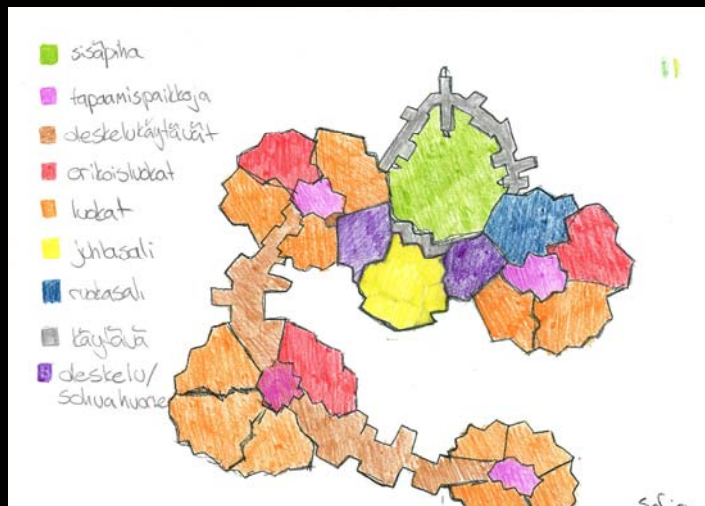 sisäpiha
tapaamispaikkoja
oleskelukäytävät
erikoisluokat
luokat
juhlasali
ruokasali
käytävä
oleskelu/
sohvahuone